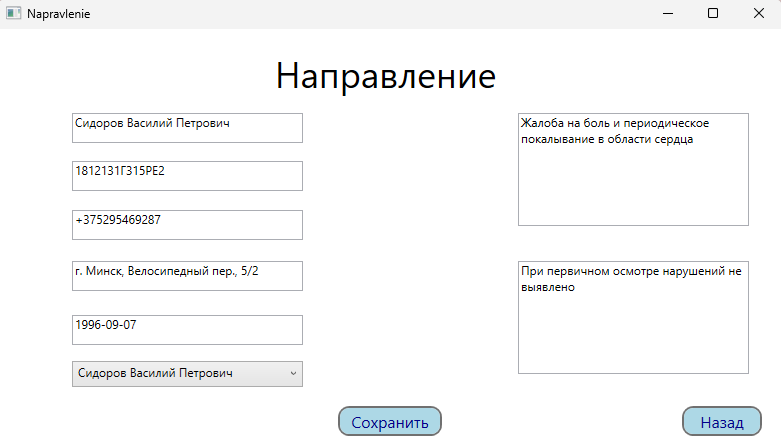 Napravlenie
Направление
Сидоров Василий Петрович
1812131Г315РЕ2
+375295469287
г. Минск, Велосипедный пер., 5/2
1996-09-07
Сидоров Василий Петрович
Жалоба на боль и периодическое
покалывание в области сердца
При первичном осмотре нарушений не
выявлено
Сохранить
Назад